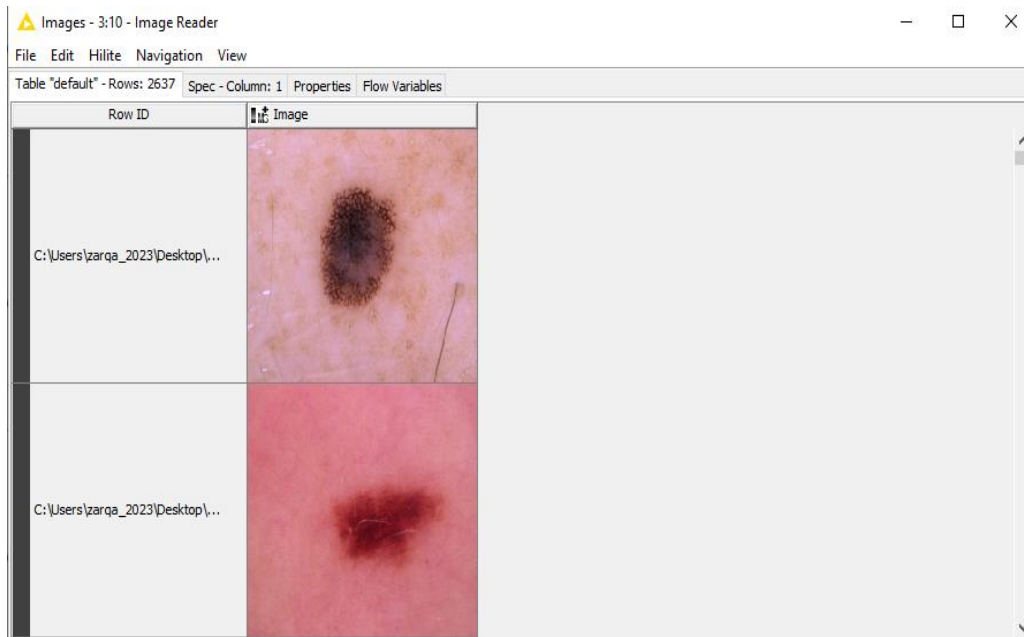 Images - 3:10 - Image Reader
File Edit Hilite Navigation View
Table "default" - Rows: 2637 Spec - Column: 1 Properties Flow Variables
Row ID Image
C:\Users\zarqa_2023\Desktop\...
C:\Users\zarqa_2023\Desktop\...